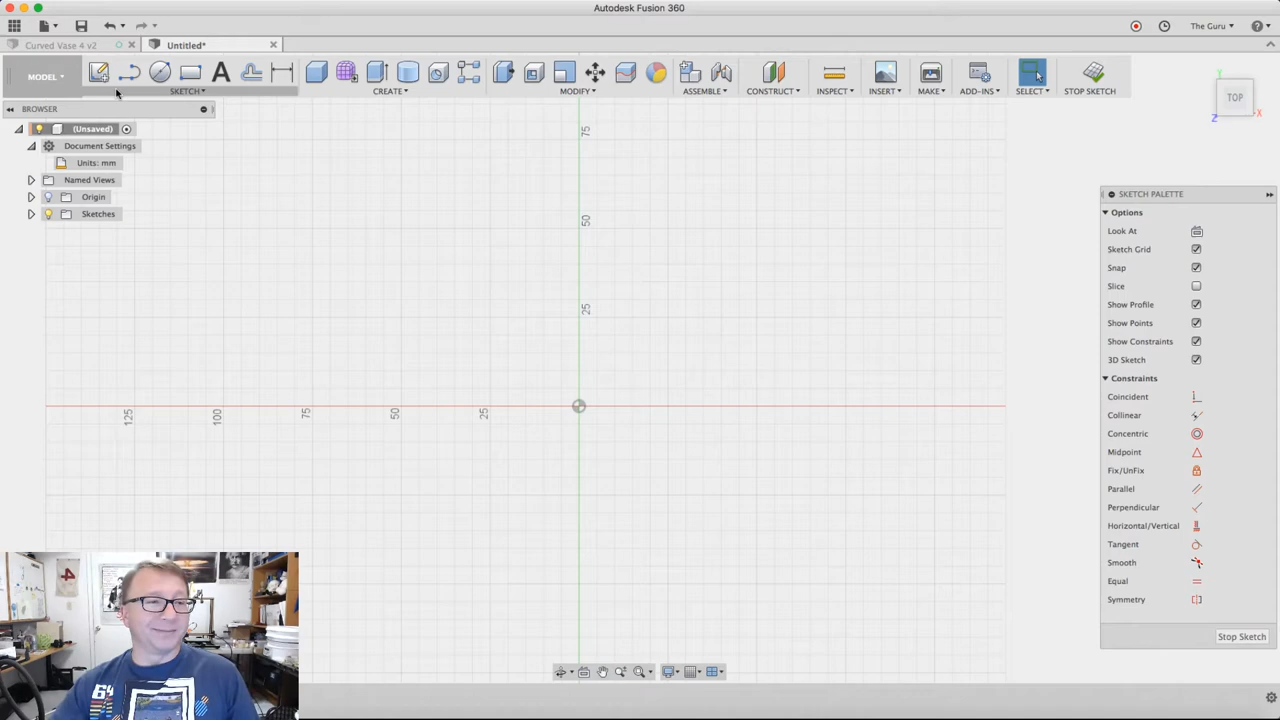 Autodesk Fusion 360
The Guru
Curved Vase 4 v2
Untitled*
MODEL
SKETCH
CREATE
MODIFY
ASSEMBLE
CONSTRUCT
INSPECT
INSERT
MAKE
ADD-INS
SELECT
STOP SKETCH
BROWSER
(Unsaved)
Document Settings
Units: mm
Named Views
Origin
Sketches
TOP
X
Y
Z
75
50
25
125
100
75
50
25
SKETCH PALETTE
Options
Look At
Sketch Grid
Snap
Slice
Show Profile
Show Points
Show Constraints
3D Sketch
Constraints
Coincident
Collinear
Concentric
Midpoint
Fix/UnFix
Parallel
Perpendicular
Horizontal/Vertical
Tangent
Smooth
Equal
Symmetry
Stop Sketch
4
64